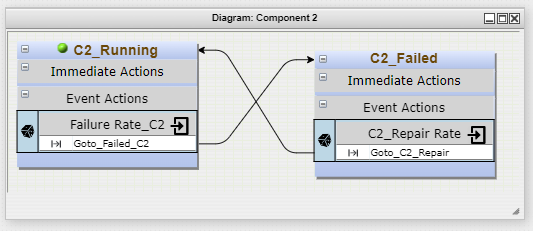 Diagram: Component 2
C2_Running
Immediate Actions
Event Actions
Failure Rate_C2
Goto_Failed_C2
C2_Failed
Immediate Actions
Event Actions
C2_Repair Rate
Goto_C2_Repair